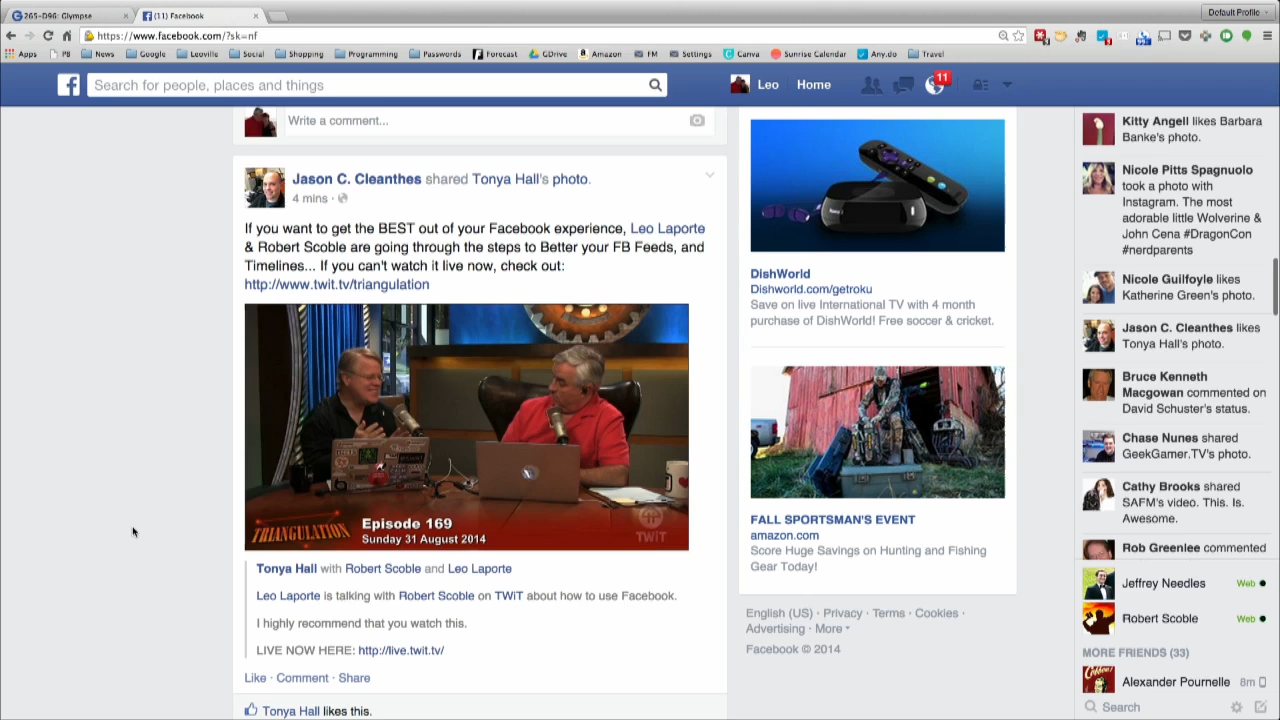 265-D96: Glympse
(11) Facebook
Default Profile
https://www.facebook.com/?sk=nf
Apps
PB
News
Google
Leoville
Social
Shopping
Programming
Passwords
Forecast
GDrive
Amazon
FM
Settings
Canva
Sunrise Calendar
Any.do
Travel
Search for people, places and things
Leo
Home
11
Write a comment...
Jason C. Cleanthes shared Tonya Hall's photo.
4 mins ·
If you want to get the BEST out of your Facebook experience, Leo Laporte
& Robert Scoble are going through the steps to Better your FB Feeds, and
Timelines... If you can't watch it live now, check out:
http://www.twit.tv/triangulation
TRIANGULATION
Episode 169
Sunday 31 August 2014
TWiT
Tonya Hall with Robert Scoble and Leo Laporte
Leo Laporte is talking with Robert Scoble on TWiT about how to use Facebook.
I highly recommend that you watch this.
LIVE NOW HERE: http://live.twit.tv/
Like · Comment · Share
Tonya Hall likes this.
DishWorld
Dishworld.com/getroku
Save on live International TV with 4 month
purchase of DishWorld! Free soccer & cricket.
FALL SPORTSMAN'S EVENT
amazon.com
Score Huge Savings on Hunting and Fishing
Gear Today!
English (US) · Privacy · Terms · Cookies ·
Advertising · More
Facebook © 2014
Kitty Angell likes Barbara
Banke's photo.
Nicole Pitts Spagnuolo
took a photo with
Instagram. The most
adorable little Wolverine &
John Cena #DragonCon
#nerdparents
Nicole Guilfoyle likes
Katherine Green's photo.
Jason C. Cleanthes likes
Tonya Hall's photo.
Bruce Kenneth
Macgowan commented on
David Schuster's status.
Chase Nunes shared
GeekGamer.TV's photo.
Cathy Brooks shared
SAFM's video. This. Is.
Awesome.
Rob Greenlee commented
Jeffrey Needles
Web
Robert Scoble
Web
MORE FRIENDS (33)
Alexander Pournelle
8m
Search